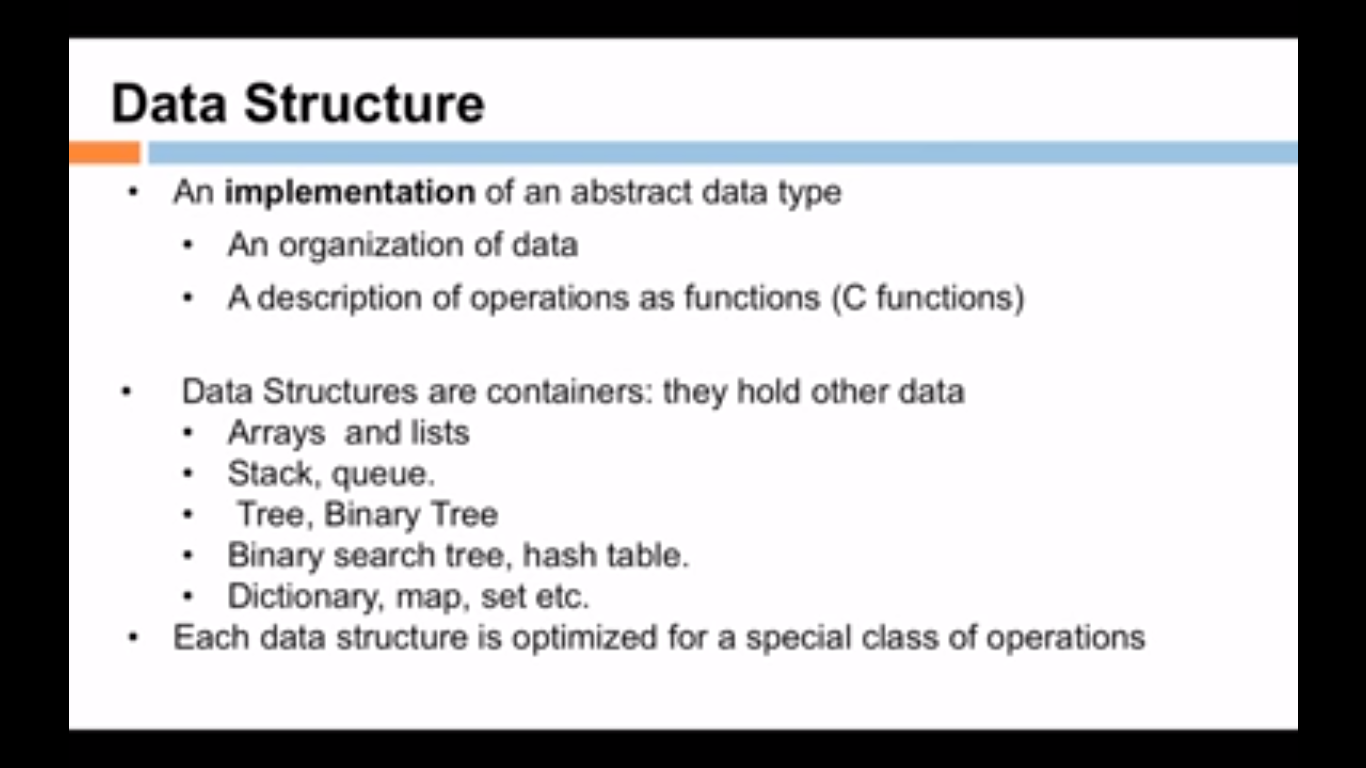 Data Structure
• An implementation of an abstract data type
• An organization of data
• A description of operations as functions (C functions)
• Data Structures are containers: they hold other data
• Arrays and lists
• Stack, queue.
• Tree, Binary Tree
• Binary search tree, hash table.
• Dictionary, map, set etc.
• Each data structure is optimized for a special class of operations